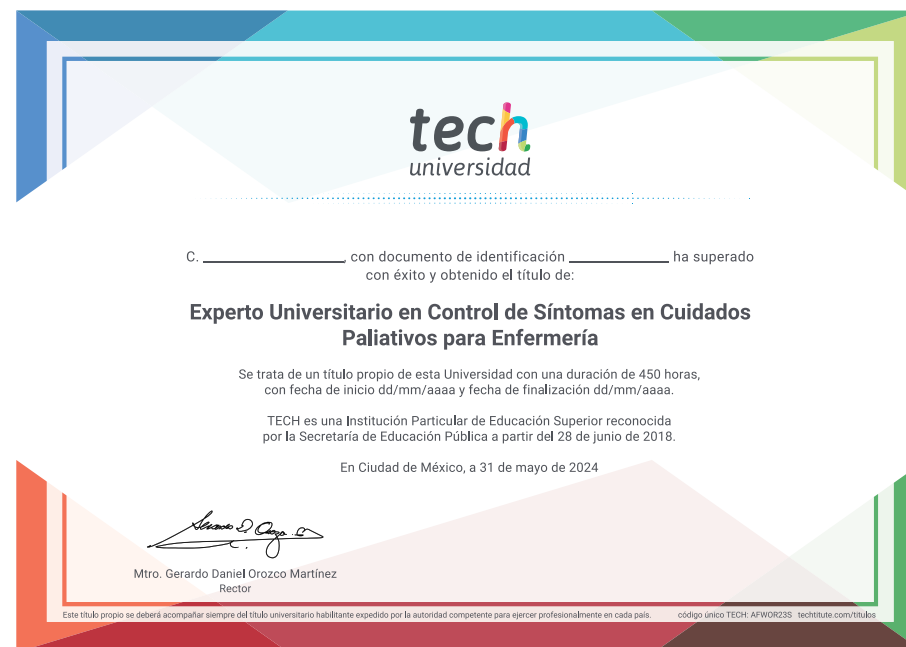 tech
universidad
C. ____________, con documento de identificación ____________ ha superado
con éxito y obtenido el título de:
Experto Universitario en Control de Síntomas en Cuidados
Paliativos para Enfermería
Se trata de un título propio de esta Universidad con una duración de 450 horas,
con fecha de inicio dd/mm/aaaa y fecha de finalización dd/mm/aaaa.
TECH es una Institución Particular de Educación Superior reconocida
por la Secretaría de Educación Pública a partir del 28 de junio de 2018.
En Ciudad de México, a 31 de mayo de 2024
Mtro. Gerardo Daniel Orozco Martínez
Rector
Este título propio se deberá acompañar siempre del título universitario habilitante expedido por la autoridad competente para ejercer profesionalmente en cada país. código único TECH: AFWOR23S techtitute.com/titulos